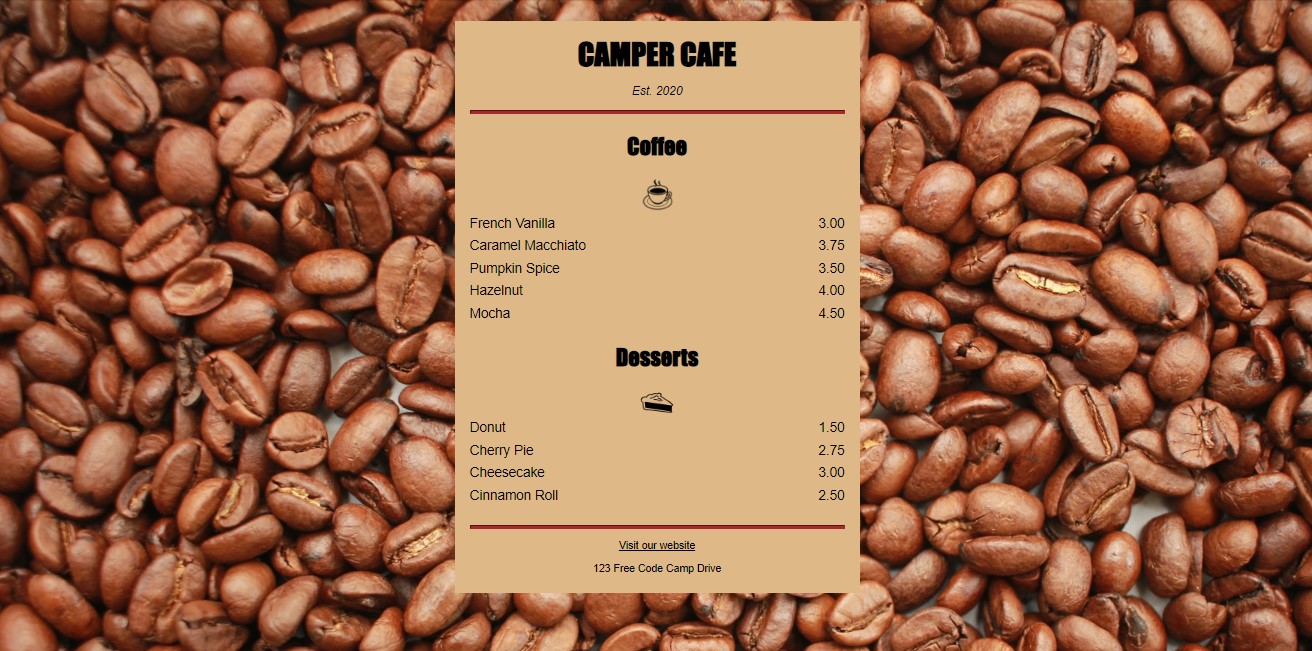 CAMPER CAFE
Est. 2020
Coffee
French Vanilla 3.00
Caramel Macchiato 3.75
Pumpkin Spice 3.50
Hazelnut 4.00
Mocha 4.50
Desserts
Donut 1.50
Cherry Pie 2.75
Cheesecake 3.00
Cinnamon Roll 2.50
Visit our website
123 Free Code Camp Drive